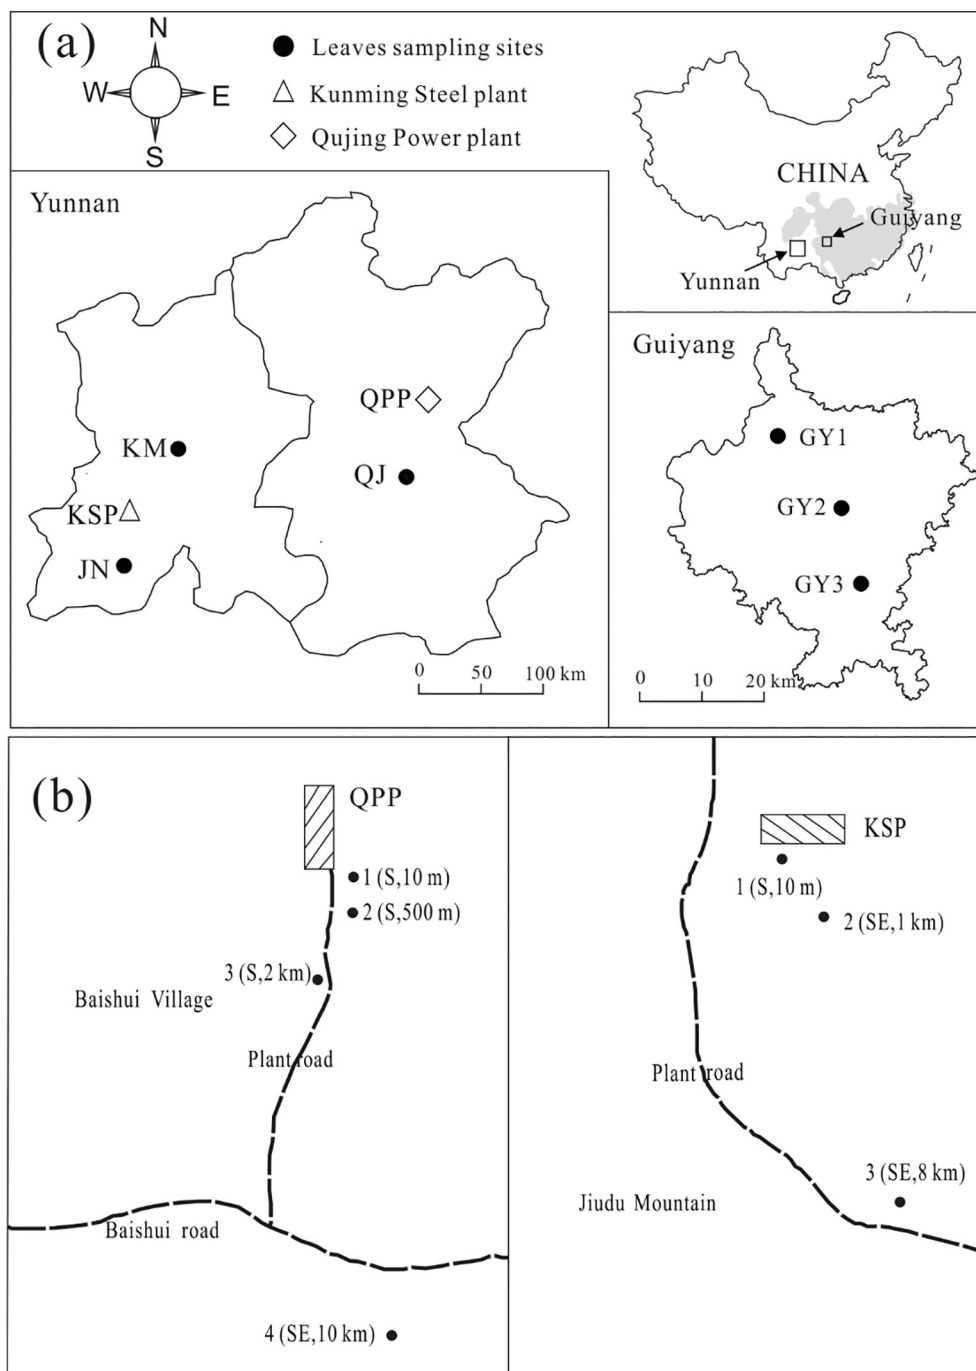 (a)
N
W
E
S
Leaves sampling sites
Kunming Steel plant
Qujing Power plant
CHINA
Guiyang
Yunnan
Yunnan
QPP
KM
QJ
KSP
JN
0 50 100 km
Guiyang
GY1
GY2
GY3
0 10 20 km
(b)
QPP
1 (S,10 m)
2 (S,500 m)
3 (S,2 km)
Baishui Village
Plant road
Baishui road
4 (SE,10 km)
KSP
1 (S,10 m)
2 (SE,1 km)
Plant road
3 (SE,8 km)
Jiudu Mountain